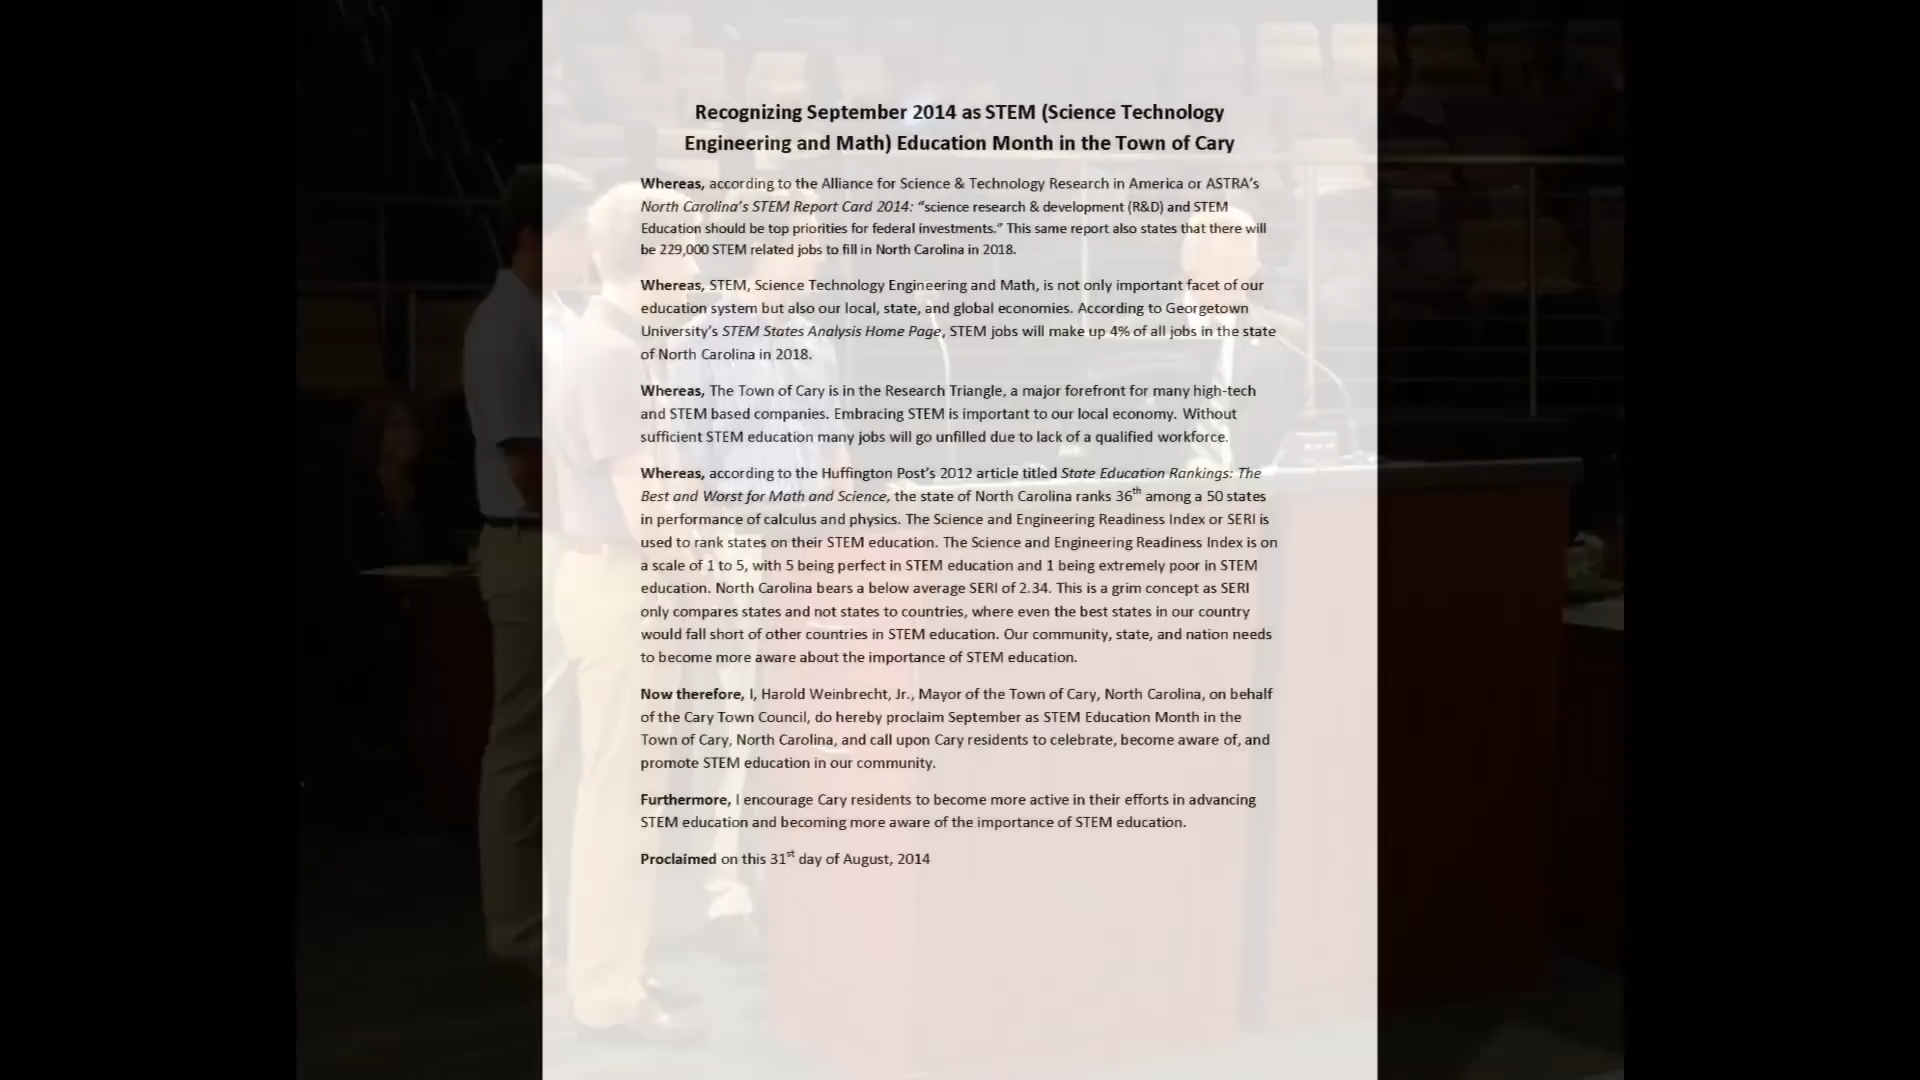 Recognizing September 2014 as STEM (Science Technology
Engineering and Math) Education Month in the Town of Cary
Whereas, according to the Alliance for Science & Technology Research in America or ASTRA's
North Carolina's STEM Report Card 2014: "science research & development (R&D) and STEM
Education should be top priorities for federal investments." This same report also states that there will
be 229,000 STEM related jobs to fill in North Carolina in 2018.
Whereas, STEM, Science Technology Engineering and Math, is not only important facet of our
education system but also our local, state, and global economies. According to Georgetown
University's STEM States Analysis Home Page, STEM jobs will make up 4% of all jobs in the state
of North Carolina in 2018.
Whereas, The Town of Cary is in the Research Triangle, a major forefront for many high-tech
and STEM based companies. Embracing STEM is important to our local economy. Without
sufficient STEM education many jobs will go unfilled due to lack of a qualified workforce.
Whereas, according to the Huffington Post's 2012 article titled State Education Rankings: The
Best and Worst for Math and Science, the state of North Carolina ranks 36th among a 50 states
in performance of calculus and physics. The Science and Engineering Readiness Index or SERI is
used to rank states on their STEM education. The Science and Engineering Readiness Index is on
a scale of 1 to 5, with 5 being perfect in STEM education and 1 being extremely poor in STEM
education. North Carolina bears a below average SERI of 2.34. This is a grim concept as SERI
only compares states and not states to countries, where even the best states in our country
would fall short of other countries in STEM education. Our community, state, and nation needs
to become more aware about the importance of STEM education.
Now therefore, I, Harold Weinbrecht, Jr., Mayor of the Town of Cary, North Carolina, on behalf
of the Cary Town Council, do hereby proclaim September as STEM Education Month in the
Town of Cary, North Carolina, and call upon Cary residents to celebrate, become aware of, and
promote STEM education in our community.
Furthermore, I encourage Cary residents to become more active in their efforts in advancing
STEM education and becoming more aware of the importance of STEM education.
Proclaimed on this 31st day of August, 2014